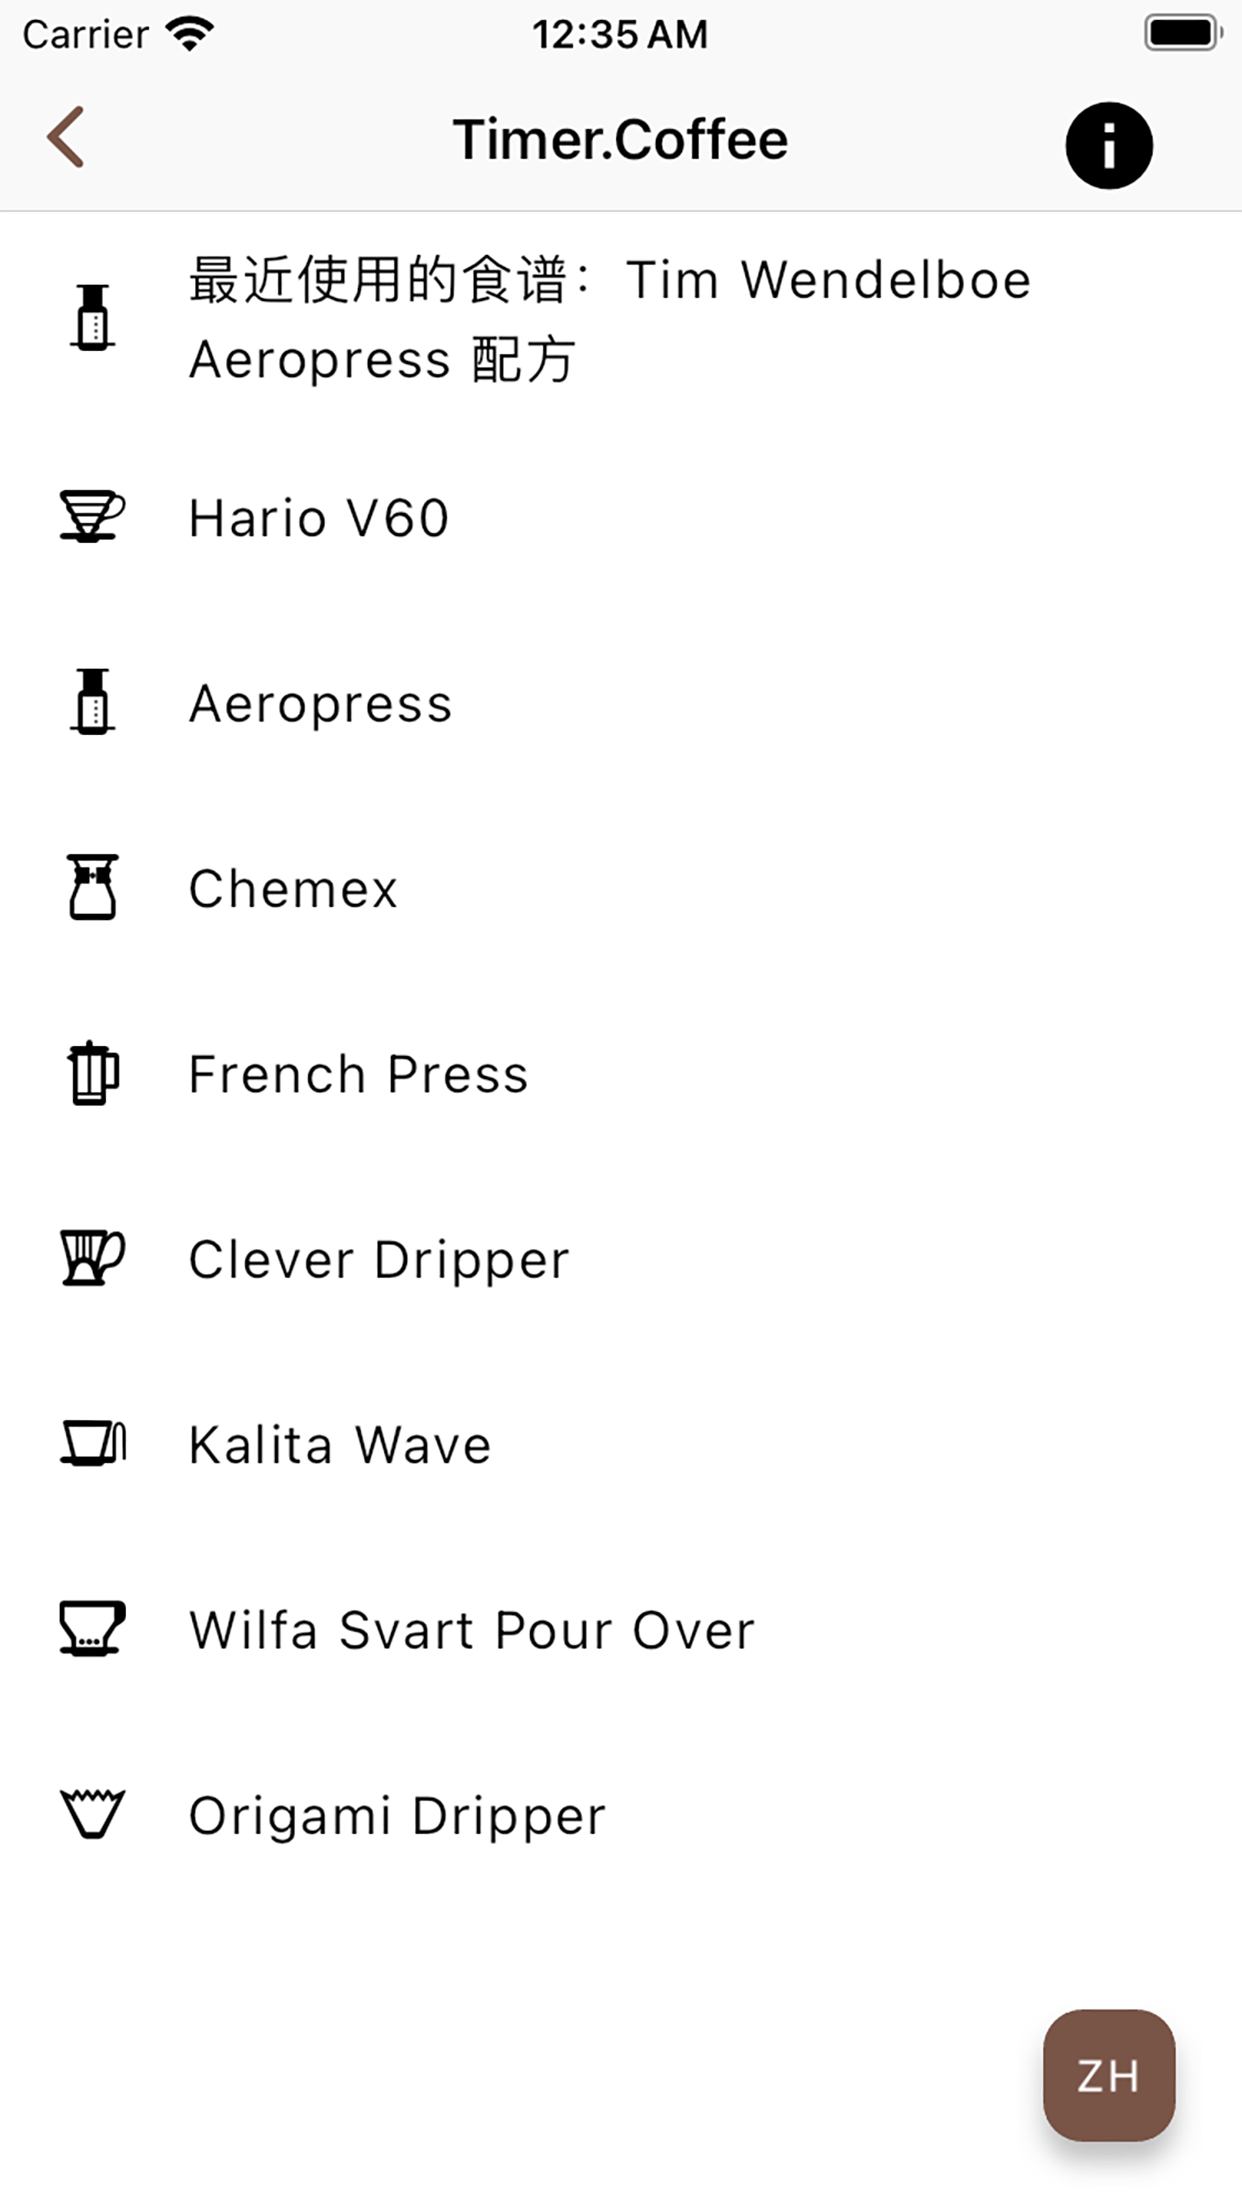 Carrier 12:35 AM
Timer.Coffee
最近使用的食谱：Tim Wendelboe
Aeropress 配方
Hario V60
Aeropress
Chemex
French Press
Clever Dripper
Kalita Wave
Wilfa Svart Pour Over
Origami Dripper
ZH